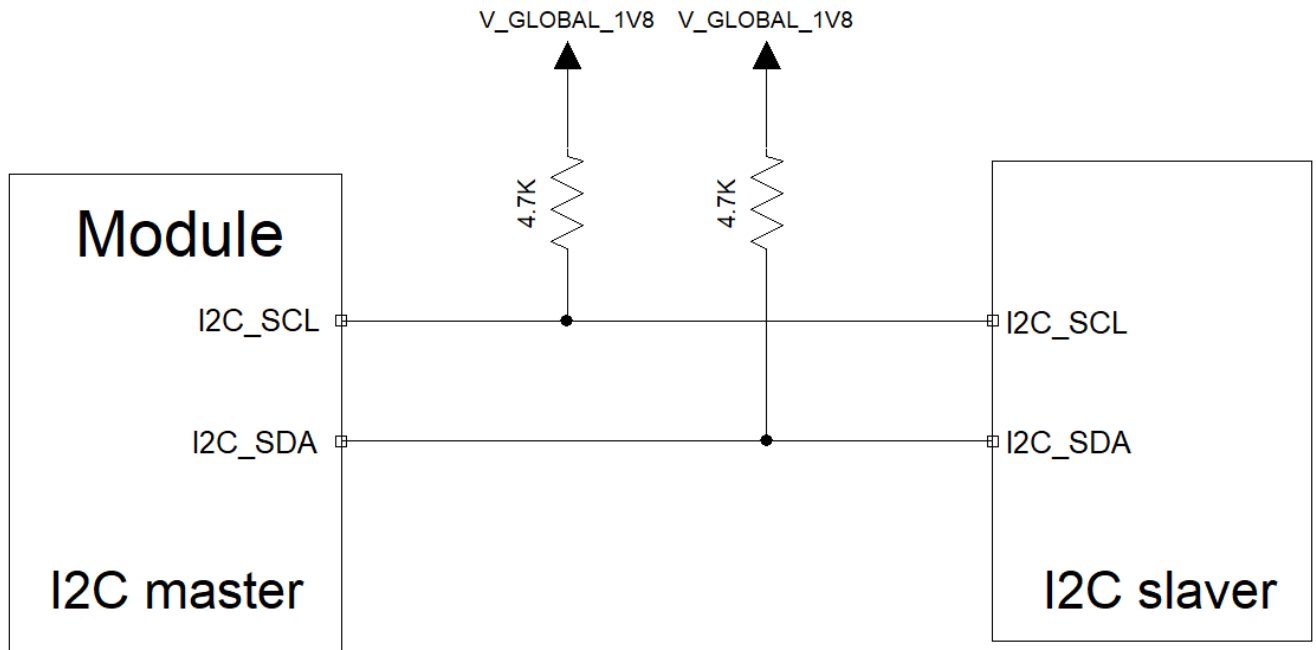 V_GLOBAL_1V8 V_GLOBAL_1V8
4.7K 4.7K
Module
I2C_SCL I2C_SCL
I2C_SDA I2C_SDA
I2C master I2C slaver